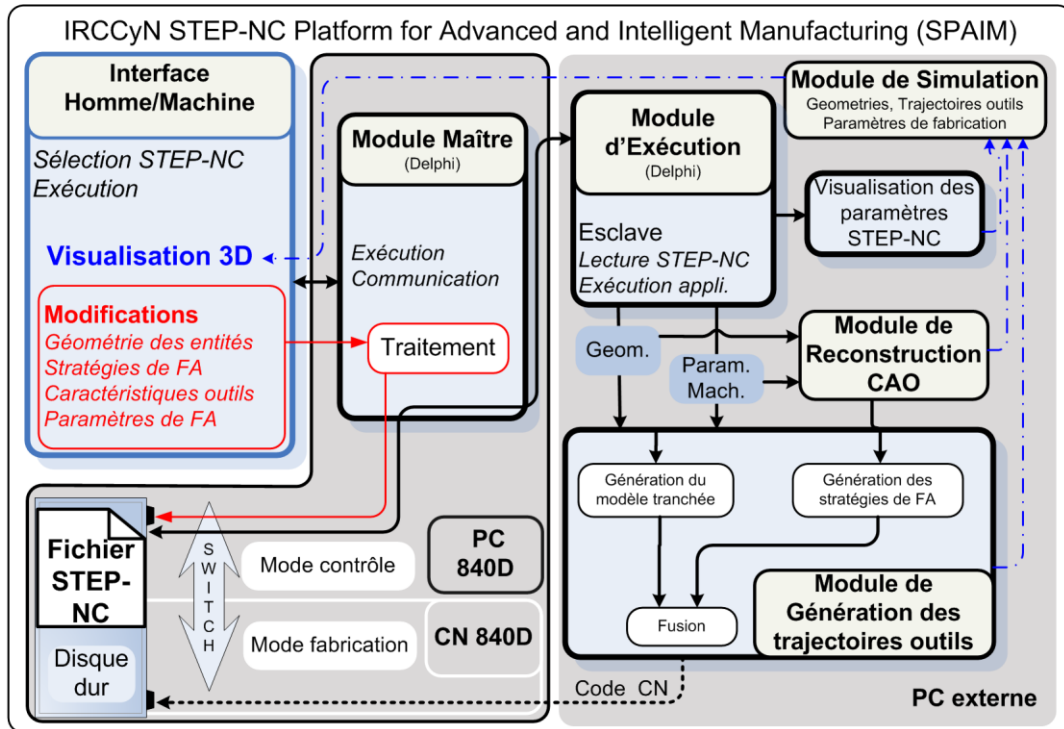 IRCCyN STEP-NC Platform for Advanced and Intelligent Manufacturing (SPAIM)
Interface
Homme/Machine
Sélection STEP-NC
Exécution
Visualisation 3D
Modifications
Géométrie des entités
Stratégies de FA
Caractéristiques outils
Paramètres de FA
Module Maître
(Delphi)
Exécution
Communication
Traitement
Module
d'Exécution
(Delphi)
Esclave
Lecture STEP-NC
Exécution appli.
Module de Simulation
Geometries, Trajectoires outils
Paramètres de fabrication
Visualisation des
paramètres
STEP-NC
Geom.
Param.
Mach.
Module de
Reconstruction
CAO
Génération du
modèle tranchée
Génération des
stratégies de FA
Fusion
Module de
Génération des
trajectoires outils
Fichier
STEP-
NC
Disque
dur
SWITCH
Mode contrôle
Mode fabrication
PC
840D
CN 840D
Code CN
PC externe